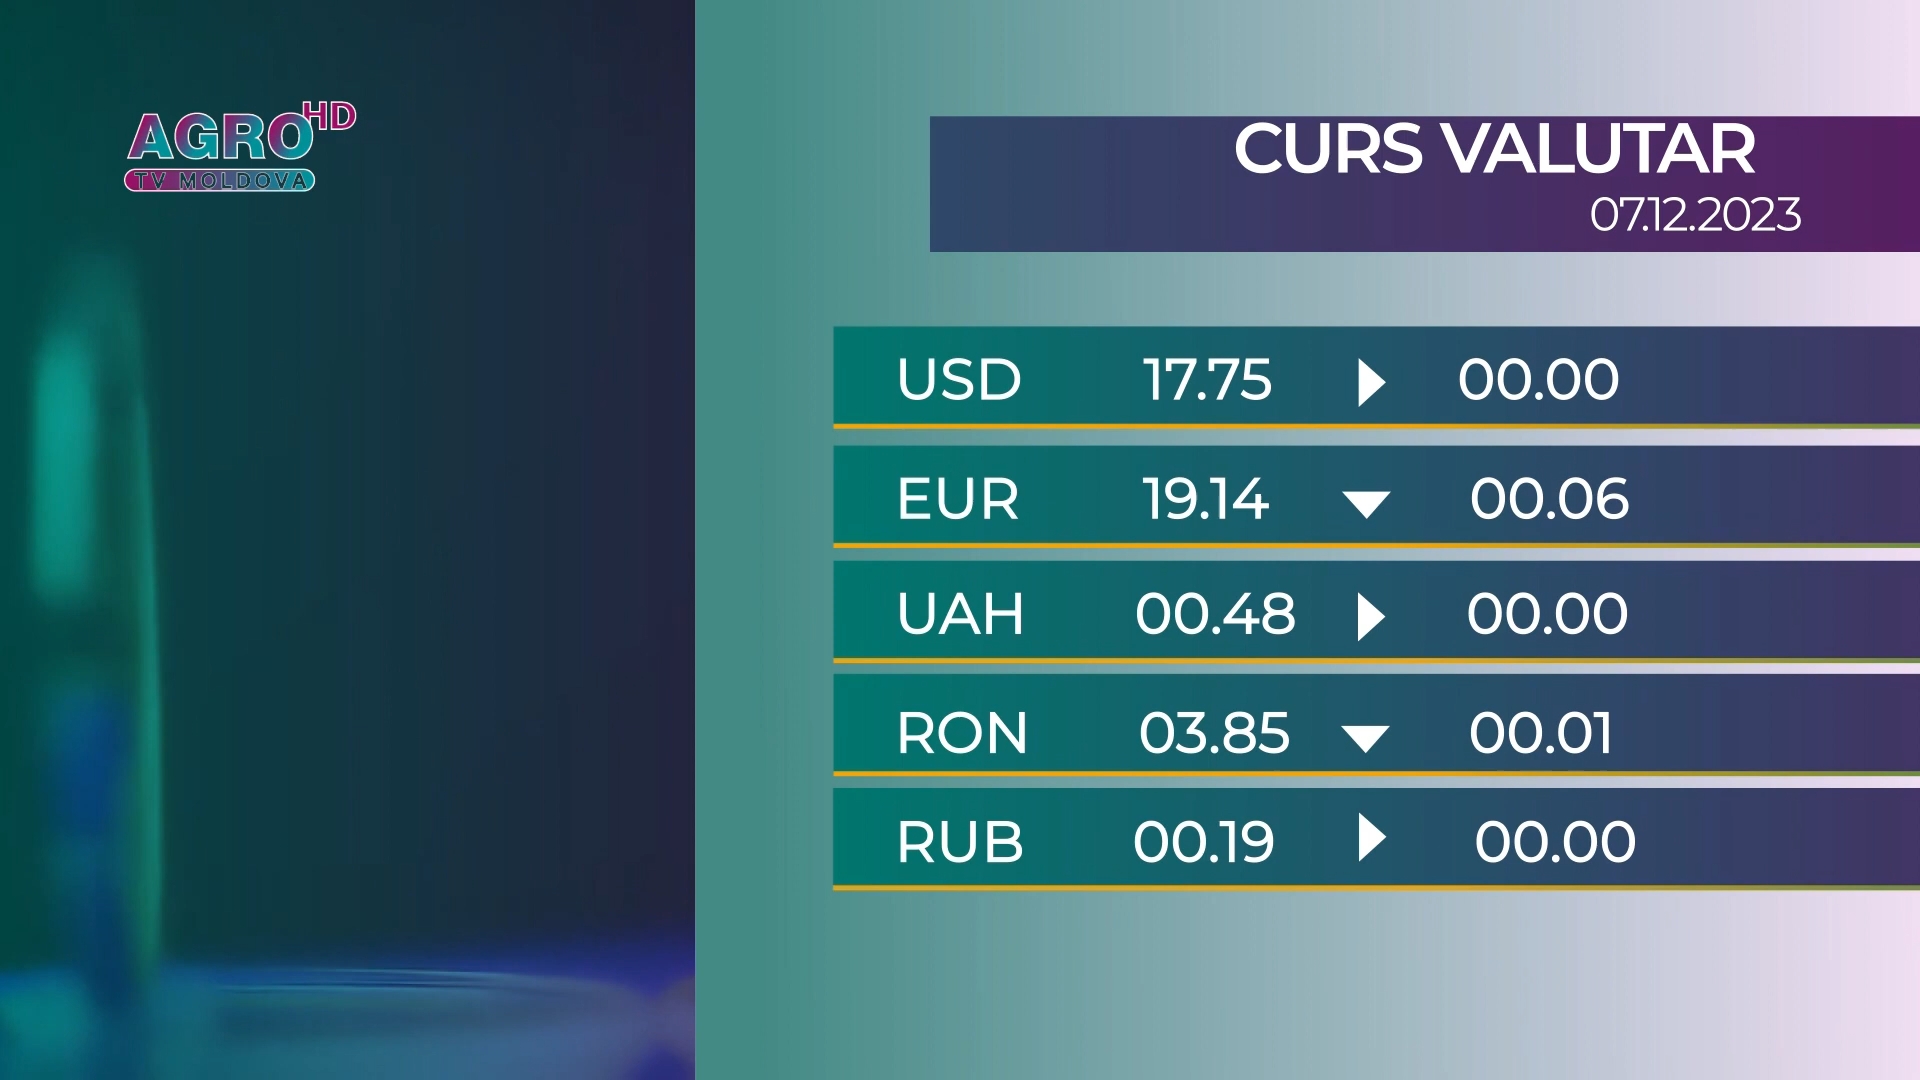 AGRO HD
TV MOLDOVA
CURS VALUTAR
07.12.2023
USD 17.75 00.00
EUR 19.14 00.06
UAH 00.48 00.00
RON 03.85 00.01
RUB 00.19 00.00